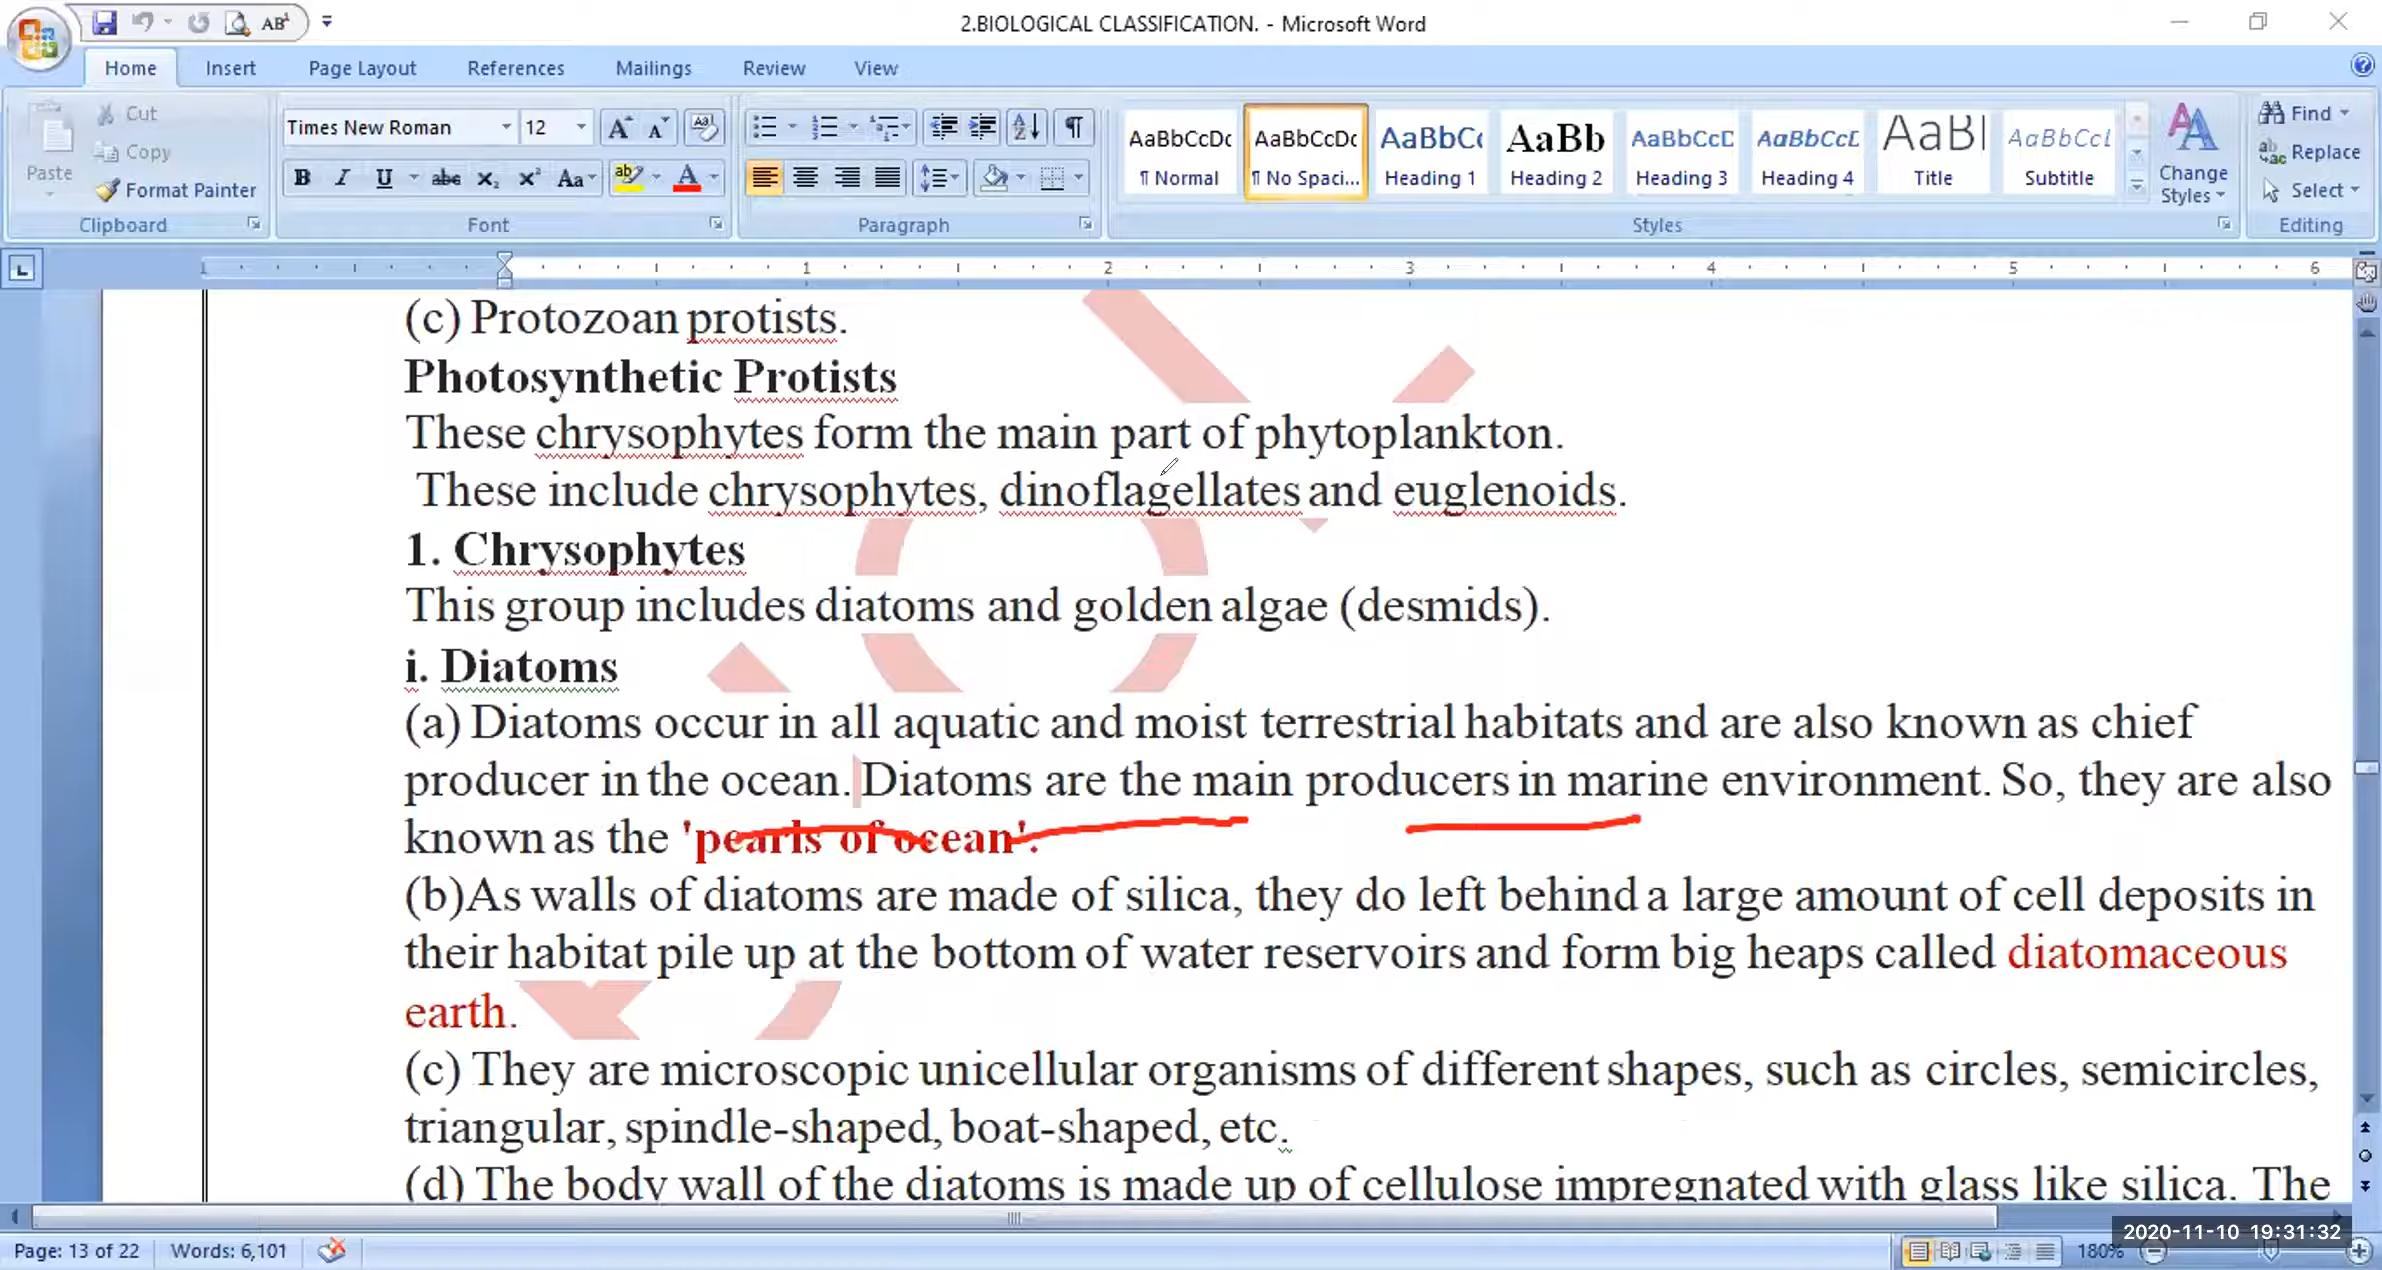 2.BIOLOGICAL CLASSIFICATION. - Microsoft Word
Home Insert Page Layout References Mailings Review View
Paste
Cut
Copy
Format Painter
Clipboard
Times New Roman 12
Font
Paragraph
AaBbCcDc AaBbCcDc AaBbC AaBb AaBbCcD AaBbCcL AaB AaBbCcL
¶ Normal ¶ No Spaci... Heading 1 Heading 2 Heading 3 Heading 4 Title Subtitle
Change Styles
Styles
Find
Replace
Select
Editing
1 1 2 3 4 5 6
(c) Protozoan protists.
Photosynthetic Protists
These chrysophytes form the main part of phytoplankton.
These include chrysophytes, dinoflagellates and euglenoids.
1. Chrysophytes
This group includes diatoms and golden algae (desmids).
i. Diatoms
(a) Diatoms occur in all aquatic and moist terrestrial habitats and are also known as chief
producer in the ocean. Diatoms are the main producers in marine environment. So, they are also
known as the 'pearls of ocean'.
(b)As walls of diatoms are made of silica, they do left behind a large amount of cell deposits in
their habitat pile up at the bottom of water reservoirs and form big heaps called diatomaceous
earth.
(c) They are microscopic unicellular organisms of different shapes, such as circles, semicircles,
triangular, spindle-shaped, boat-shaped, etc.
(d) The body wall of the diatoms is made up of cellulose impregnated with glass like silica. The
2020-11-10 19:31:32
Page: 13 of 22 Words: 6,101 180%